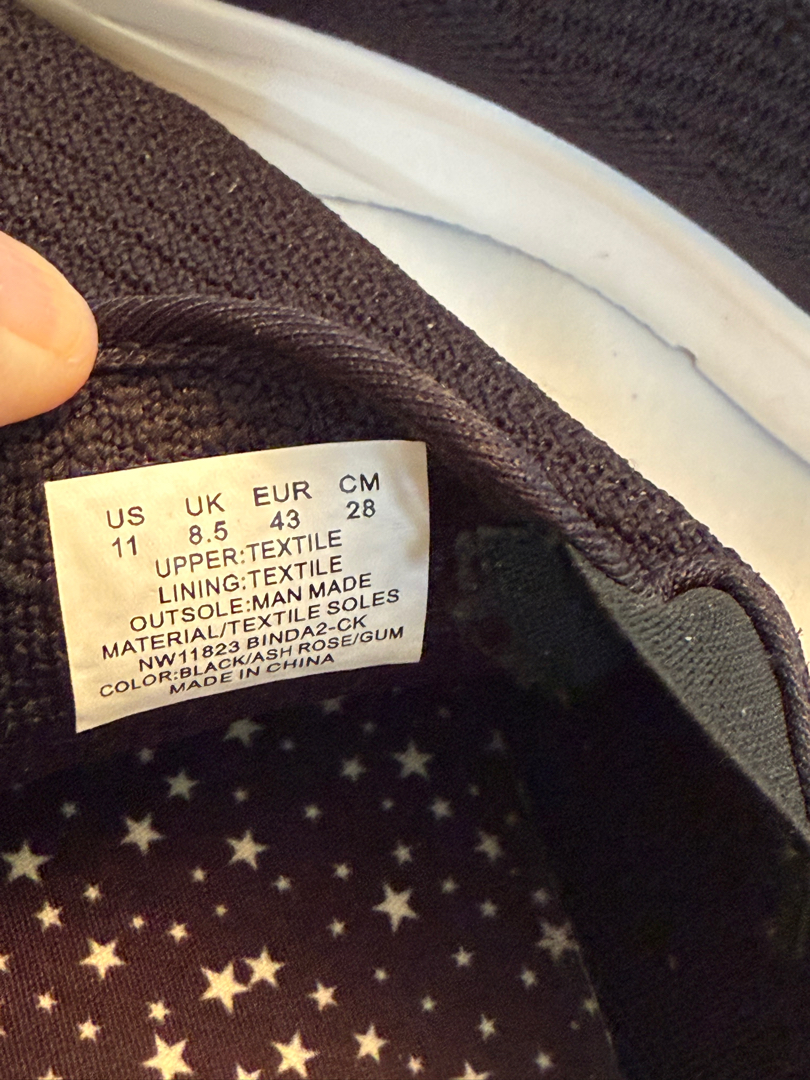 US UK EUR CM
11 8.5 43 28
UPPER:TEXTILE
LINING:TEXTILE
OUTSOLE:MAN MADE
MATERIAL/TEXTILE SOLES
NW11823 BINDA2-CK
COLOR:BLACK/ASH ROSE/GUM
MADE IN CHINA